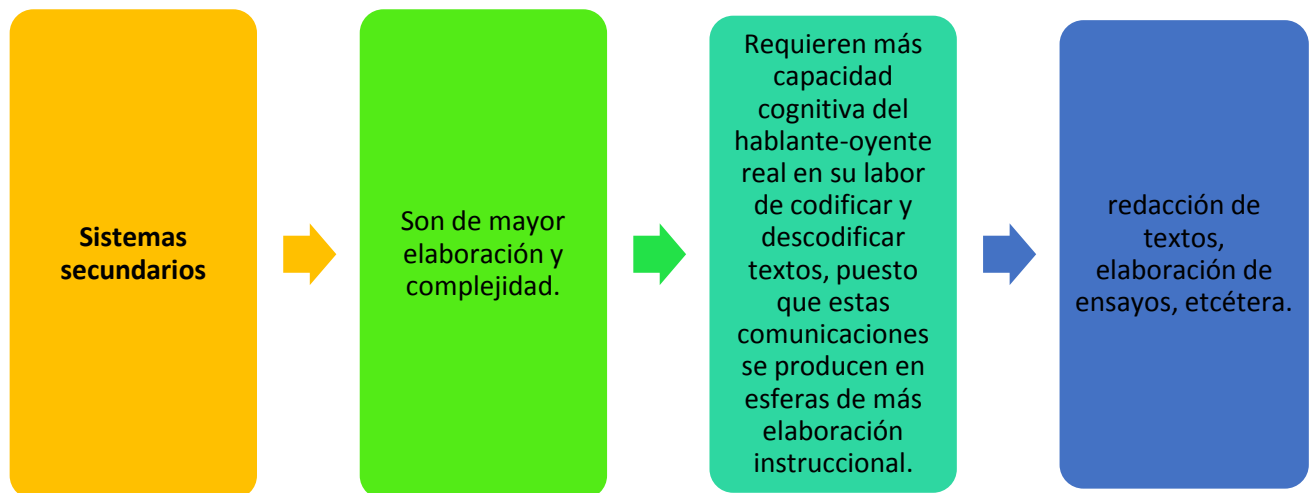 Sistemas
secundarios
Son de mayor
elaboración y
complejidad.
Requieren más
capacidad
cognitiva del
hablante-oyente
real en su labor
de codificar y
descodificar
textos, puesto
que estas
comunicaciones
se producen en
esferas de más
elaboración
instruccional.
redacción de
textos,
elaboración de
ensayos, etcétera.